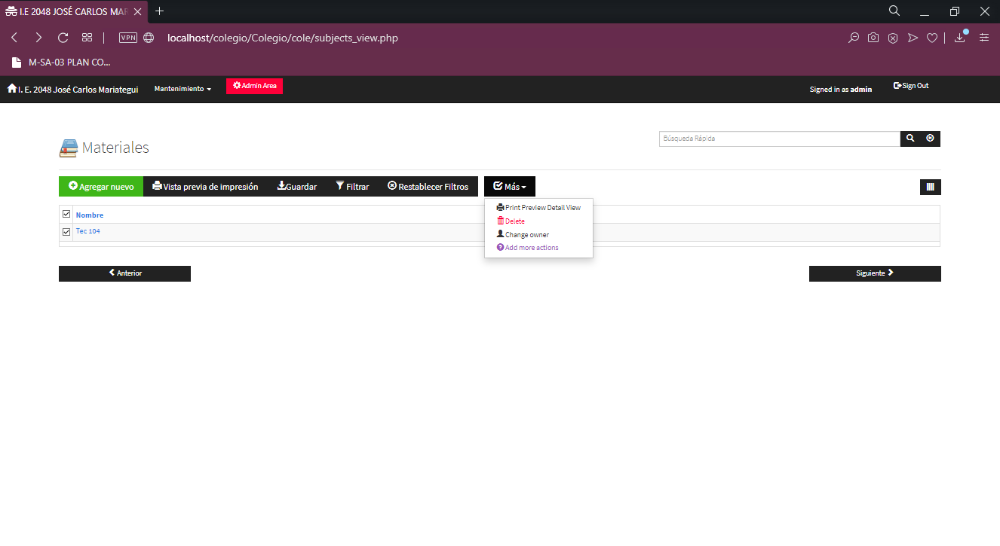 I.E 2048 JOSÉ CARLOS MAR
VPN
localhost/colegio/Colegio/cole/subjects_view.php
M-SA-03 PLAN CO...
I. E. 2048 José Carlos Mariategui
Mantenimiento
Admin Area
Signed in as admin
Sign Out
Materiales
Búsqueda Rápida
Agregar nuevo
Vista previa de impresión
Guardar
Filtrar
Restablecer Filtros
Más
Print Preview Detail View
Delete
Change owner
Add more actions
Nombre
Tec 104
Anterior
Siguiente